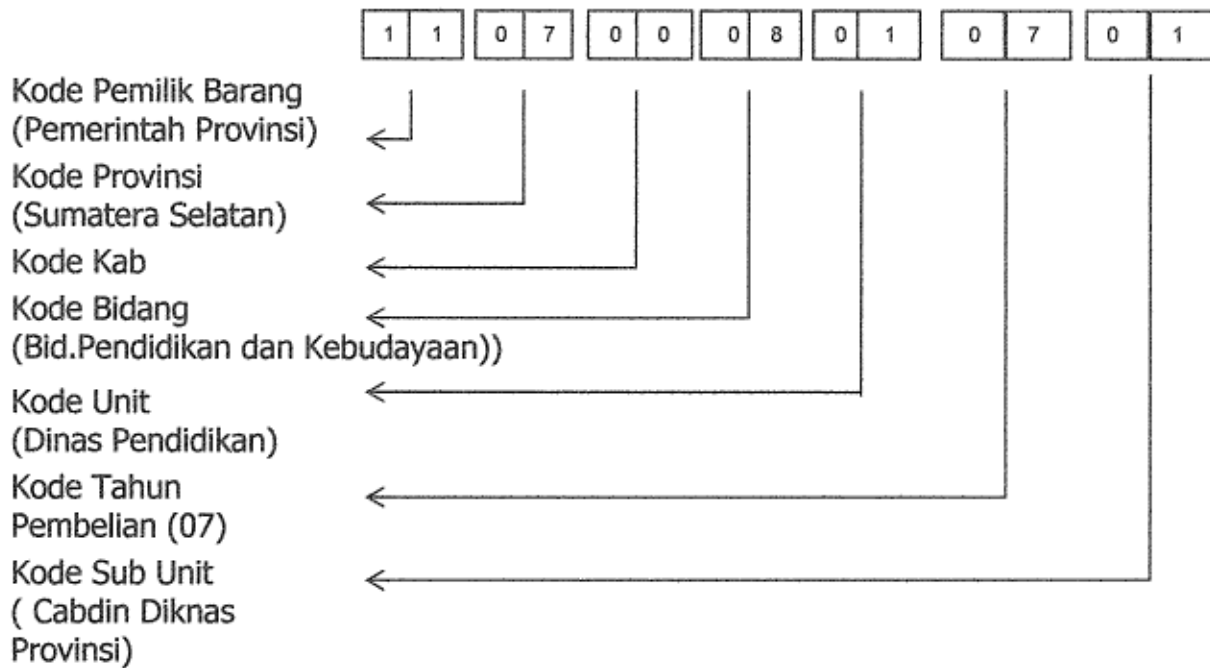 1 1 0 7 0 0 0 8 0 1 0 7 0 1
Kode Pemilik Barang
(Pemerintah Provinsi)
Kode Provinsi
(Sumatera Selatan)
Kode Kab
Kode Bidang
(Bid.Pendidikan dan Kebudayaan))
Kode Unit
(Dinas Pendidikan)
Kode Tahun
Pembelian (07)
Kode Sub Unit
( Cabdin Diknas
Provinsi)